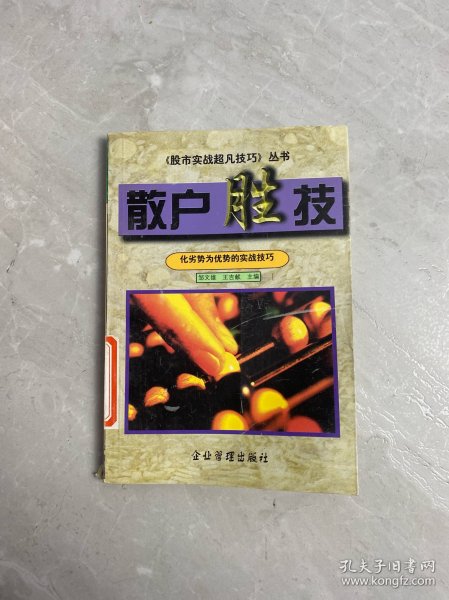 《股市实战超凡技巧》丛书
散户胜技
化劣势为优势的实战技巧
邹文雄 王吉献 主编
企业管理出版社
孔夫子旧书网
www.kongfz.com